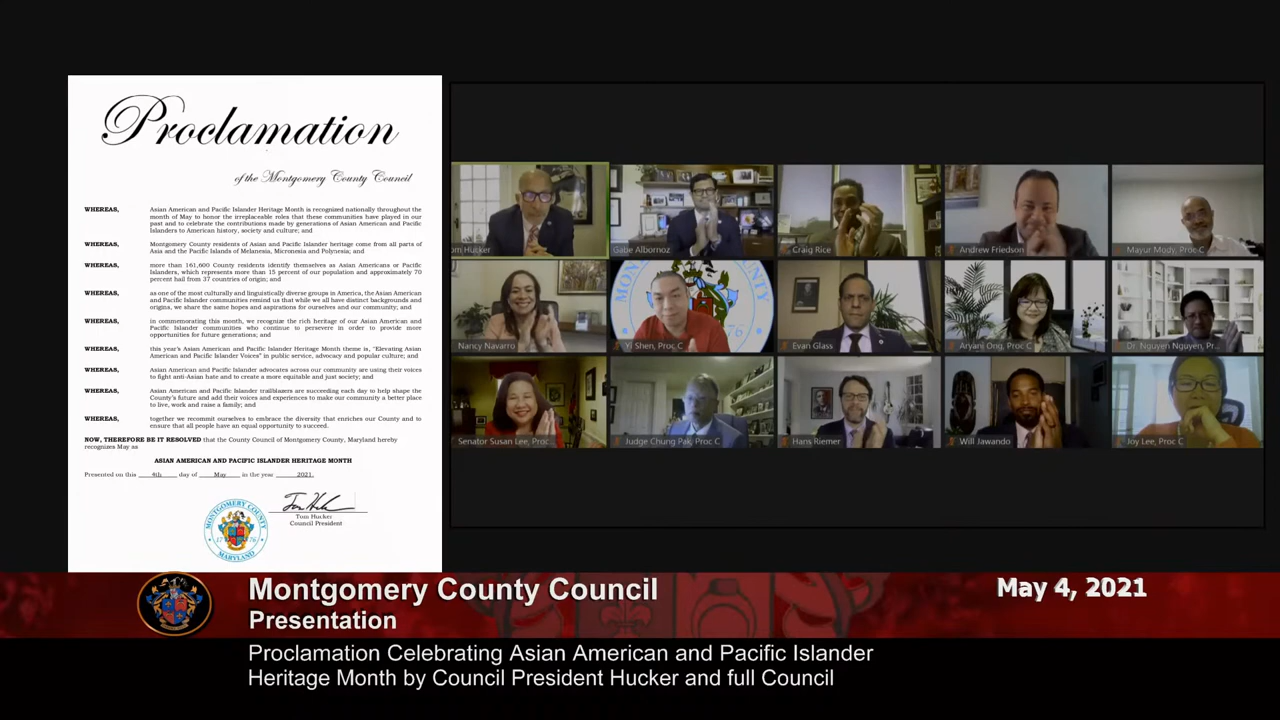 Proclamation
of the Montgomery County Council
WHEREAS, Asian American and Pacific Islander Heritage Month is recognized nationally throughout the
month of May to honor the irreplaceable roles that these communities have played in our
past and to celebrate the contributions made by generations of Asian American and Pacific
Islanders to American history, society and culture; and
WHEREAS, Montgomery County residents of Asian and Pacific Islander heritage come from all parts of
Asia and the Pacific Islands of Melanesia, Micronesia and Polynesia; and
WHEREAS, more than 161,600 County residents identify themselves as Asian Americans or Pacific
Islanders, which represents more than 15 percent of our population and approximately 70
percent hail from 37 countries of origin; and
WHEREAS, as one of the most culturally and linguistically diverse groups in America, the Asian American
and Pacific Islander communities remind us that while we all have distinct backgrounds and
origins, we share the same hopes and aspirations for ourselves and our community; and
WHEREAS, in commemorating this month, we recognize the rich heritage of our Asian American and
Pacific Islander communities who continue to persevere in order to provide more
opportunities for future generations; and
WHEREAS, this year's Asian American and Pacific Islander Heritage Month theme is, "Elevating Asian
American and Pacific Islander Voices" in public service, advocacy and popular culture; and
WHEREAS, Asian American and Pacific Islander advocates across our community are using their voices
to fight anti-Asian hate and to create a more equitable and just society; and
WHEREAS, Asian American and Pacific Islander trailblazers are succeeding each day to help shape the
County's future and add their voices and experiences to make our community a better place
to live, work and raise a family; and
WHEREAS, together we recommit ourselves to embrace the diversity that enriches our County and to
ensure that all people have an equal opportunity to succeed.
NOW, THEREFORE BE IT RESOLVED that the County Council of Montgomery County, Maryland hereby
recognizes May as
ASIAN AMERICAN AND PACIFIC ISLANDER HERITAGE MONTH
Presented on this 4th day of May in the year 2021.
MONTGOMERY COUNTY
17 76
MARYLAND
Tom Hucker
Council President
om Hucker
Gabe Albornoz
Craig Rice
Andrew Friedson
Mayur Mody, Proc C
Nancy Navarro
Yi Shen, Proc C
Evan Glass
Aryani Ong, Proc C
Dr. Nguyen Nguyen, Pr...
Senator Susan Lee, Proc...
Judge Chung Pak, Proc C
Hans Riemer
Will Jawando
Joy Lee, Proc C
Montgomery County Council
Presentation
May 4, 2021
Proclamation Celebrating Asian American and Pacific Islander
Heritage Month by Council President Hucker and full Council